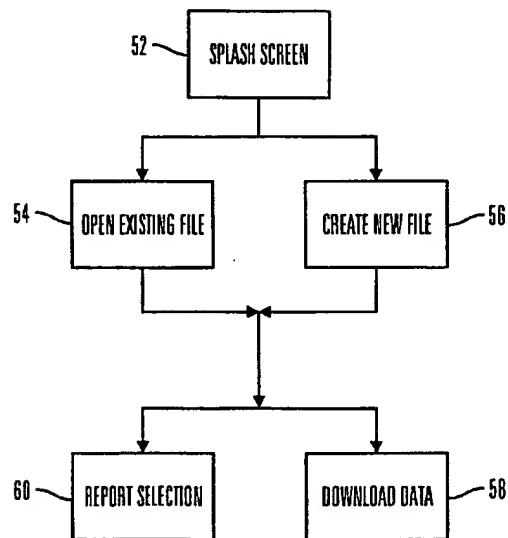 52
SPLASH SCREEN
54
OPEN EXISTING FILE
CREATE NEW FILE
56
60
REPORT SELECTION
DOWNLOAD DATA
58